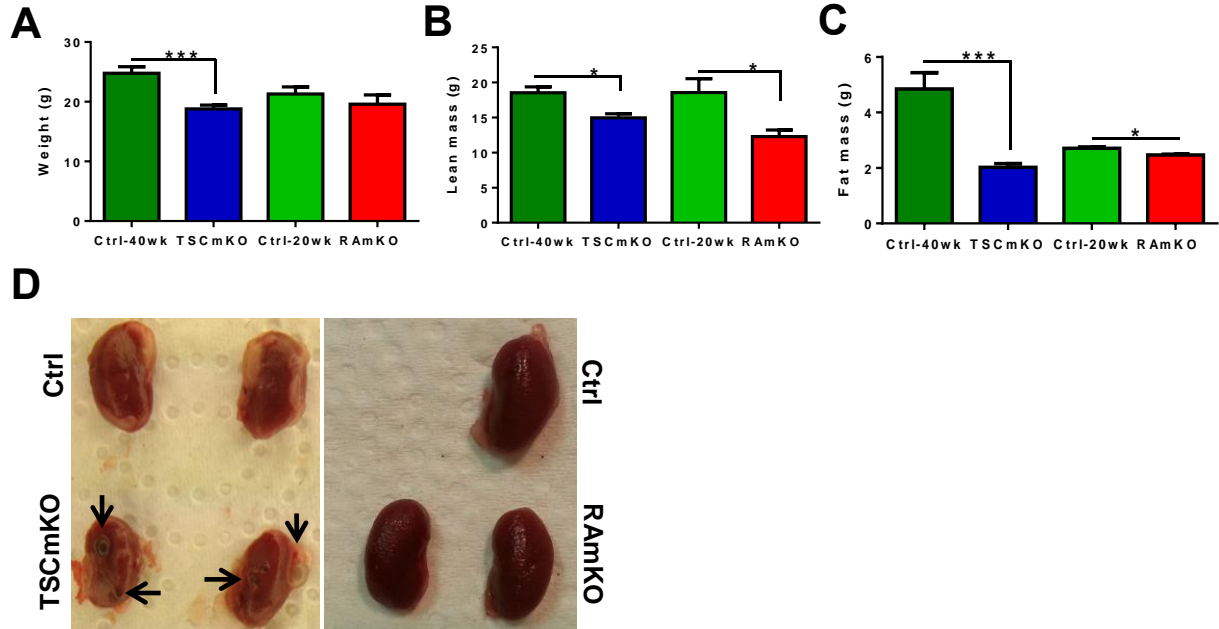 A
Weight (g)
30
20
10
0
***
Ctrl-40wk TSCmKO Ctrl-20wk RAmKO
B
Lean mass (g)
25
20
15
10
5
0
*
*
Ctrl-40wk TSCmKO Ctrl-20wk RAmKO
C
Fat mass (g)
6
4
2
0
***
*
Ctrl-40wk TSCmKO Ctrl-20wk RAmKO
D
Ctrl
TSCmKO
Ctrl
RAmKO